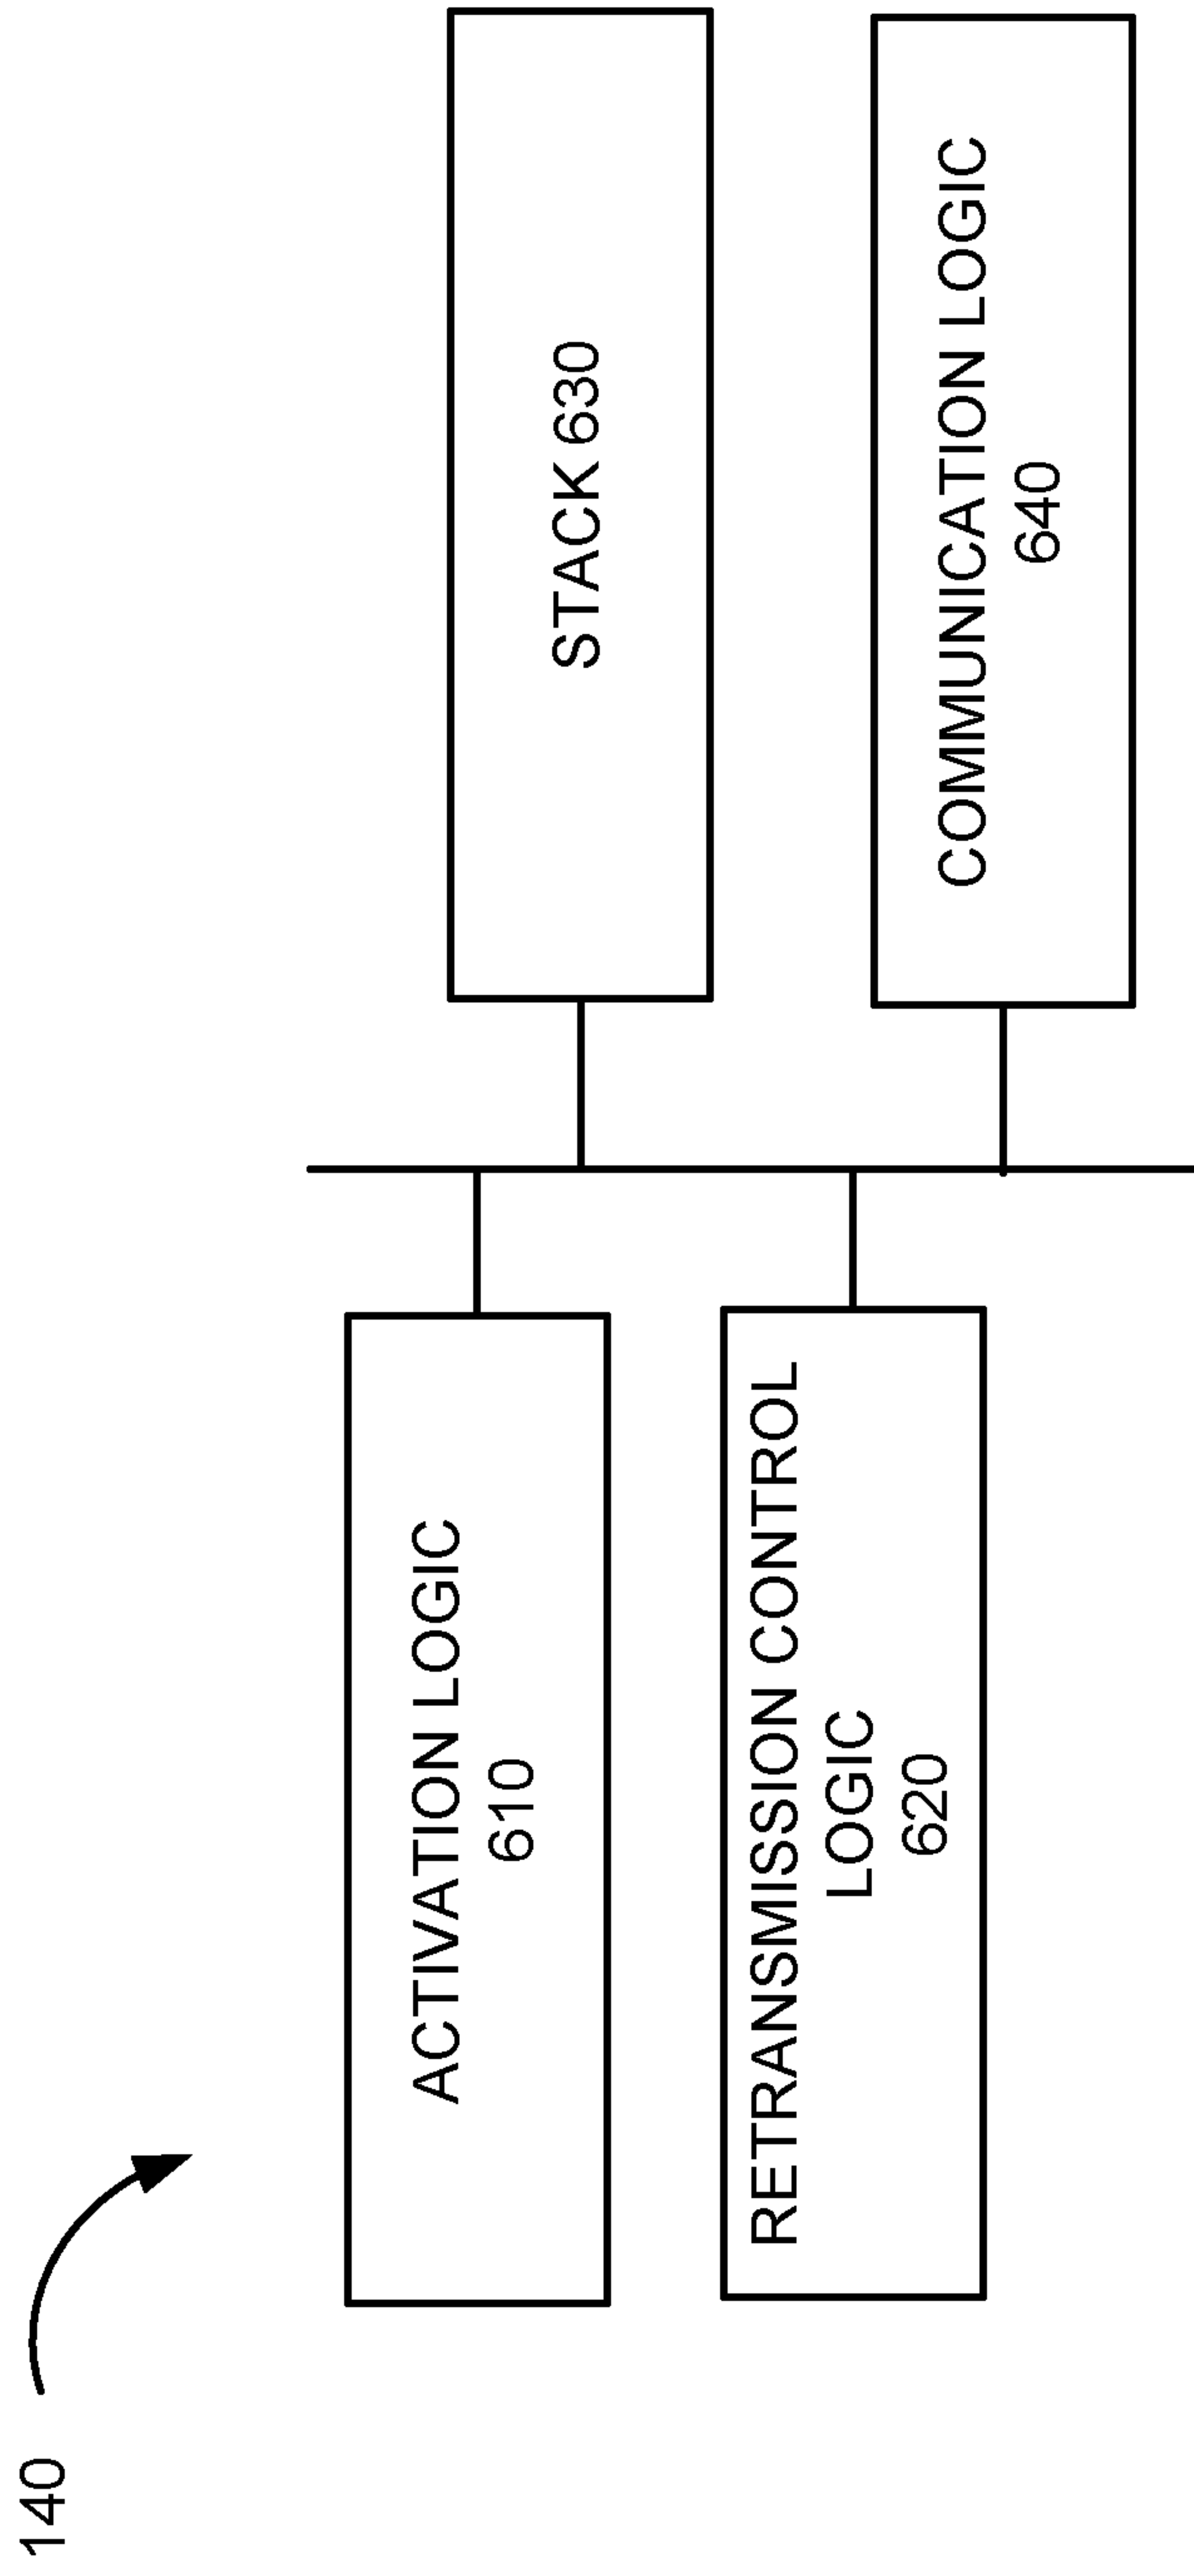 140
ACTIVATION LOGIC
610
RETRANSMISSION CONTROL
LOGIC
620
STACK 630
COMMUNICATION LOGIC
640